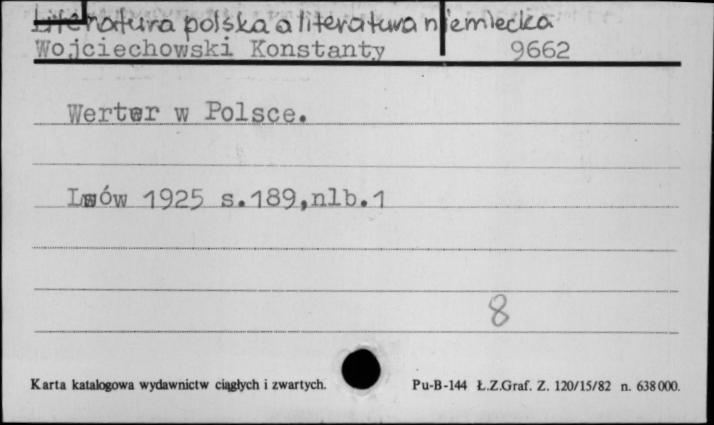 Literatura polska a literatura niemiecka
Wojciechowski Konstanty 9662
Werter w Polsce.
Lwów 1925 s.189,nlb.1
8
Karta katalogowa wydawnictw ciągłych i zwartych. Pu-B-144 Ł.Z.Graf. Z. 120/15/82 n. 638000.